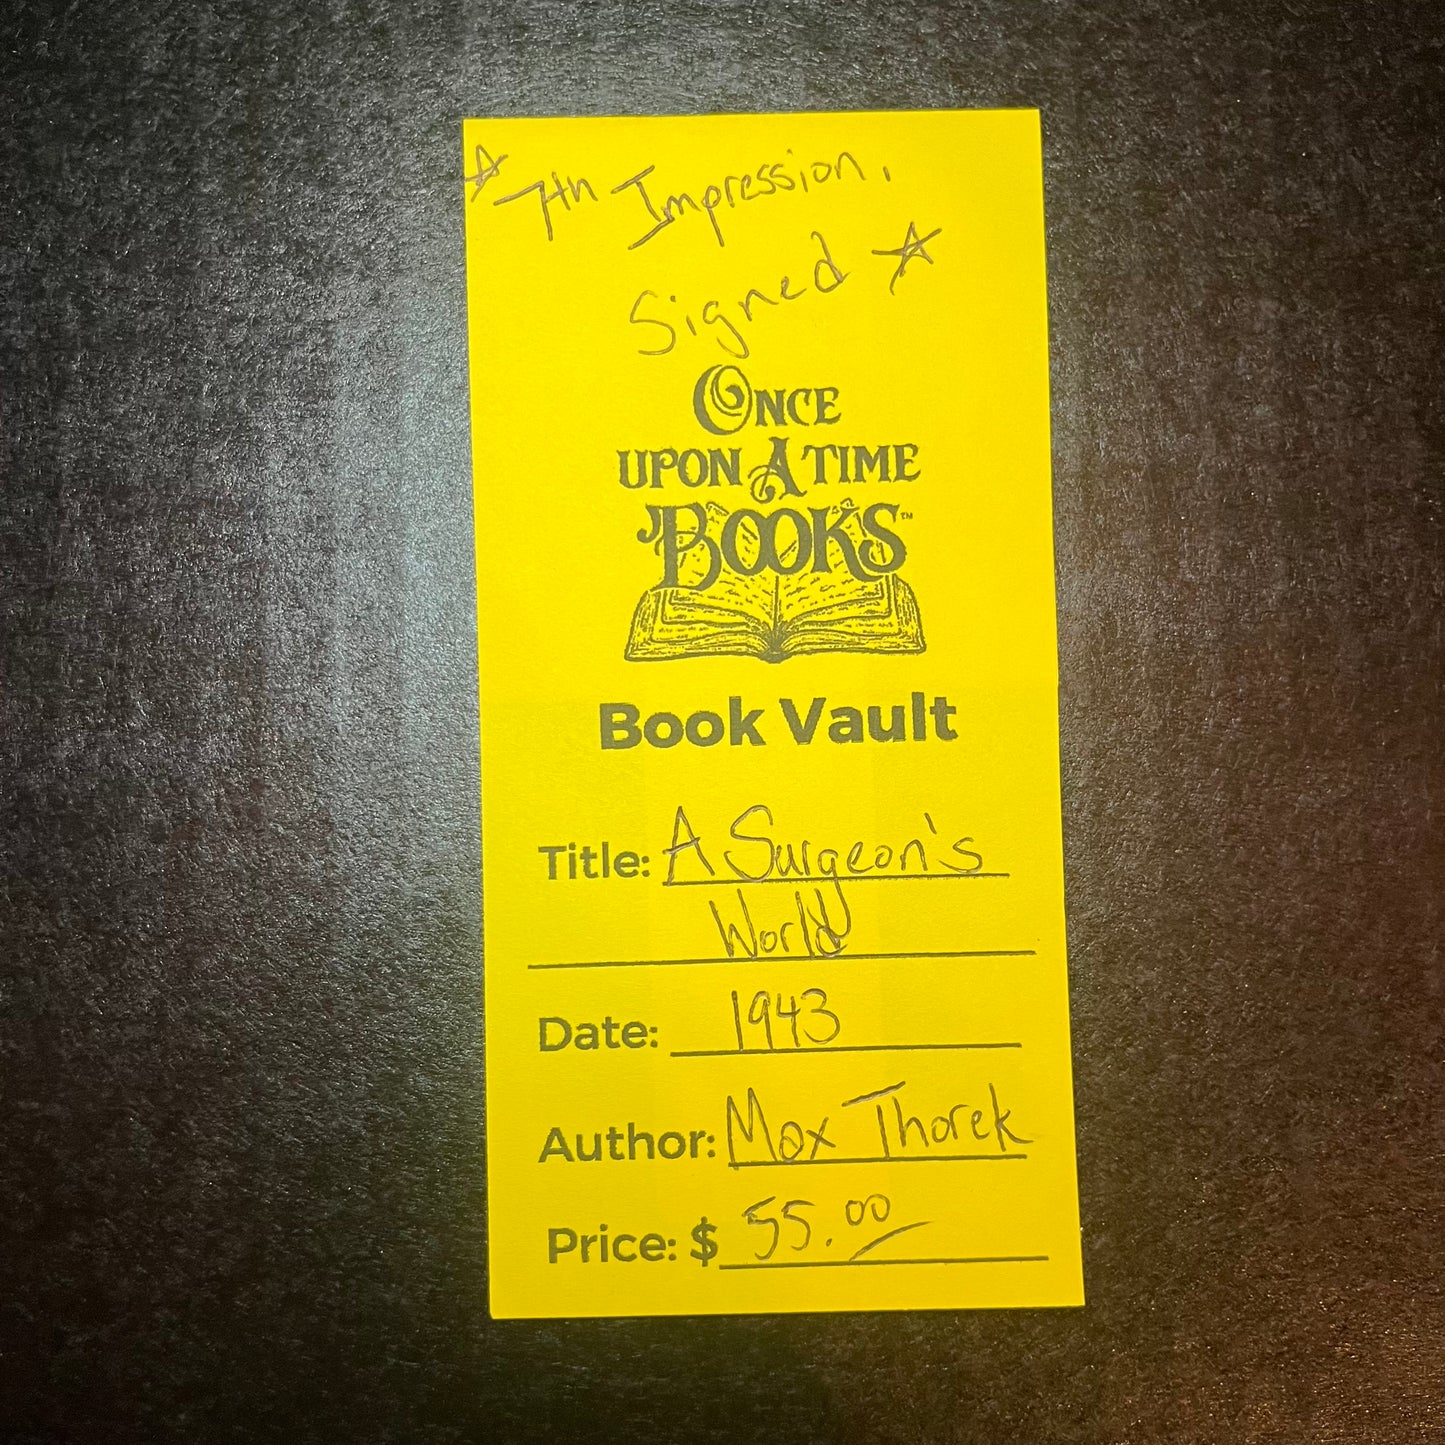 ☆ 7th Impression,
Signed ☆
ONCE
UPON A TIME
BOOKS™
Book Vault
Title: A Surgeon's
World
Date: 1943
Author: Max Thorek
Price: $ 55.00